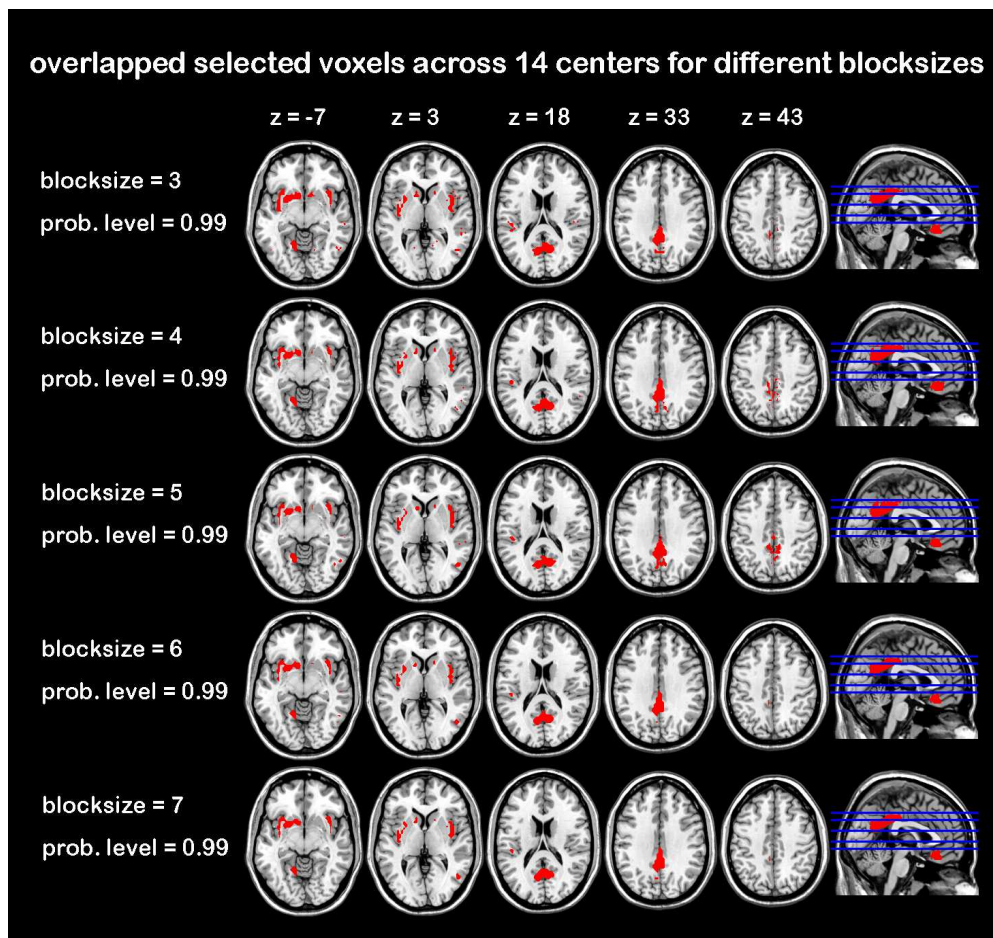 overlapped selected voxels across 14 centers for different blocksizes
z = -7 z = 3 z = 18 z = 33 z = 43
blocksize = 3
prob. level = 0.99
blocksize = 4
prob. level = 0.99
blocksize = 5
prob. level = 0.99
blocksize = 6
prob. level = 0.99
blocksize = 7
prob. level = 0.99